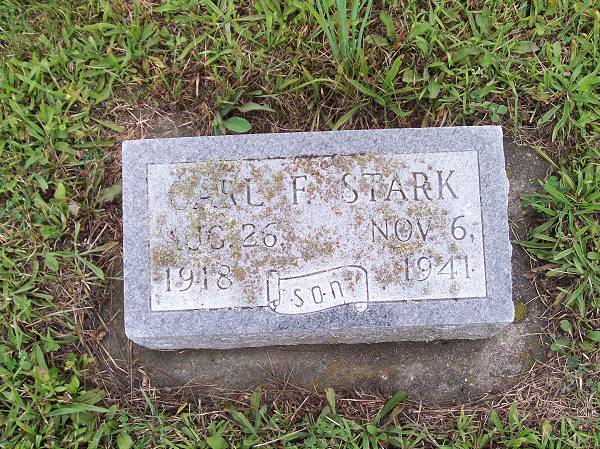 CARL F. STARK
AUG. 26, NOV. 6,
1918 1941
SON